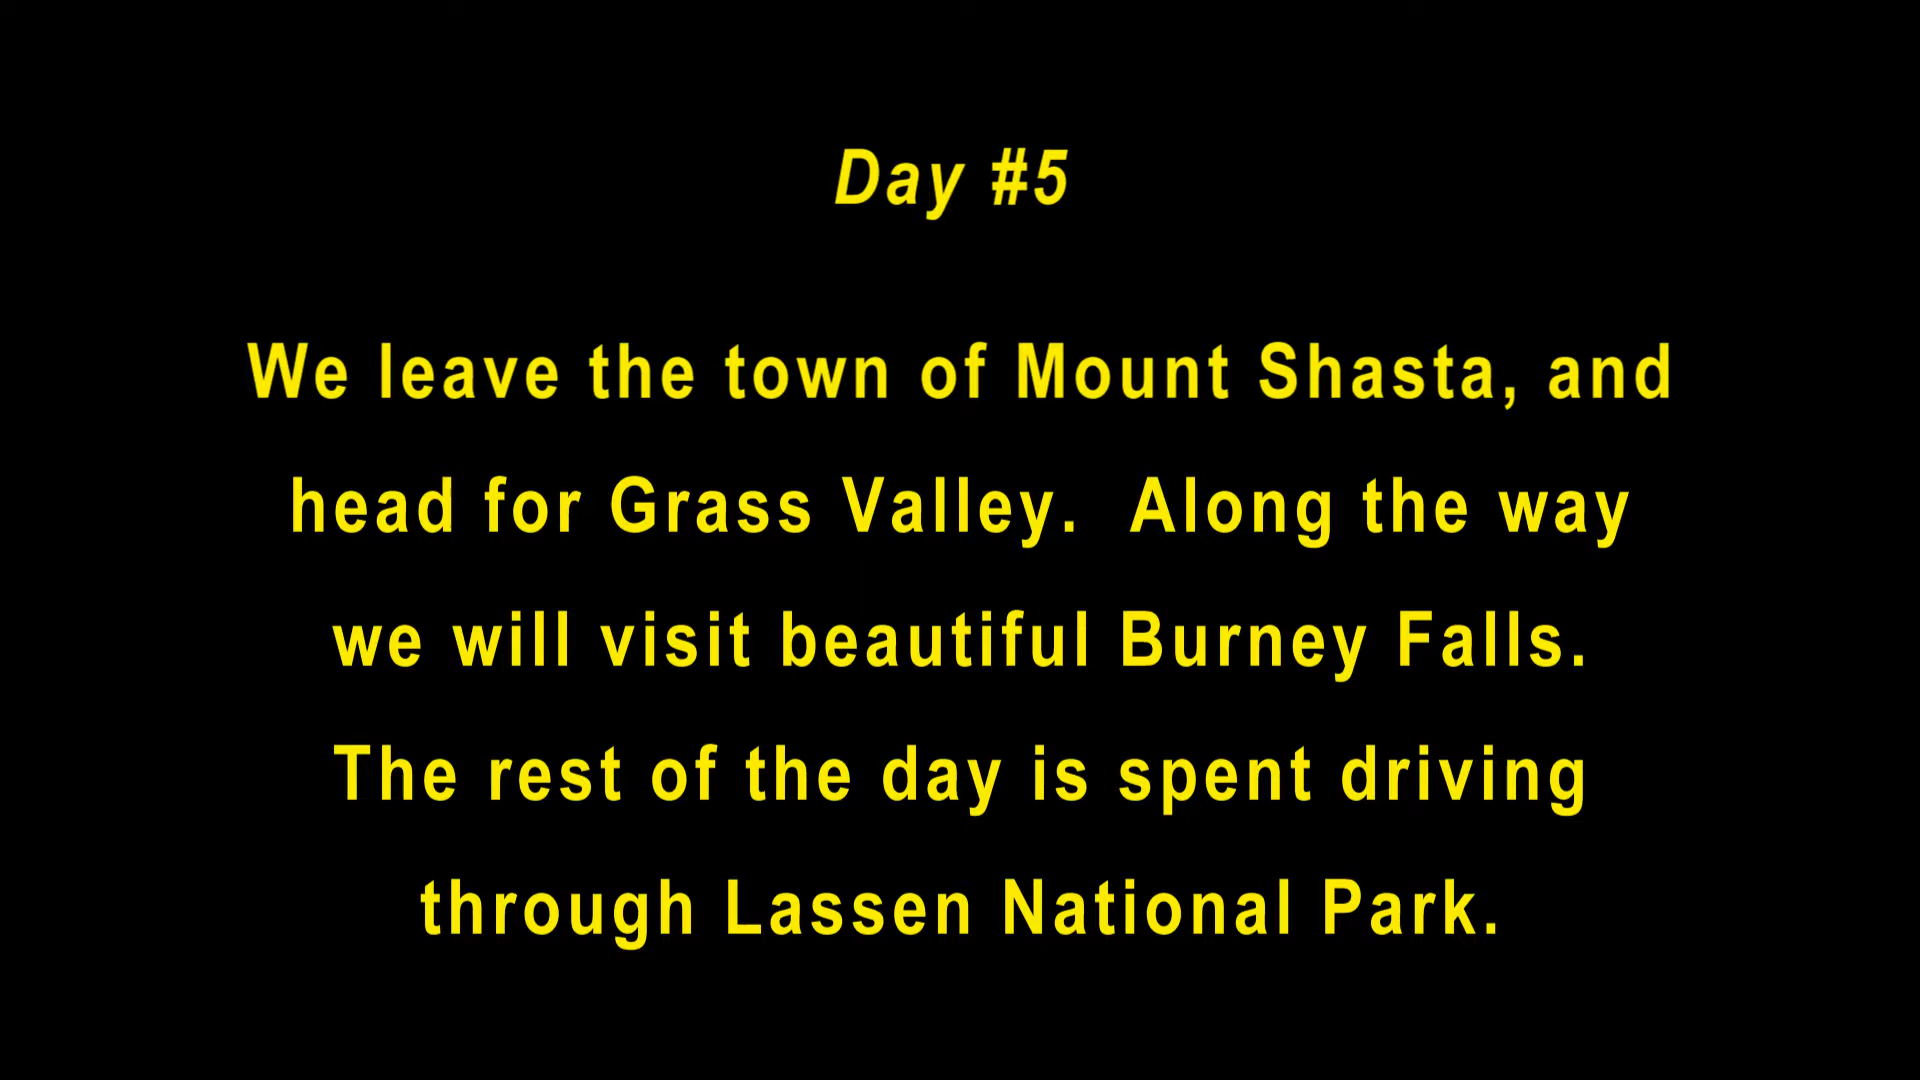 Day #5
We leave the town of Mount Shasta, and
head for Grass Valley.  Along the way
we will visit beautiful Burney Falls.
The rest of the day is spent driving
through Lassen National Park.